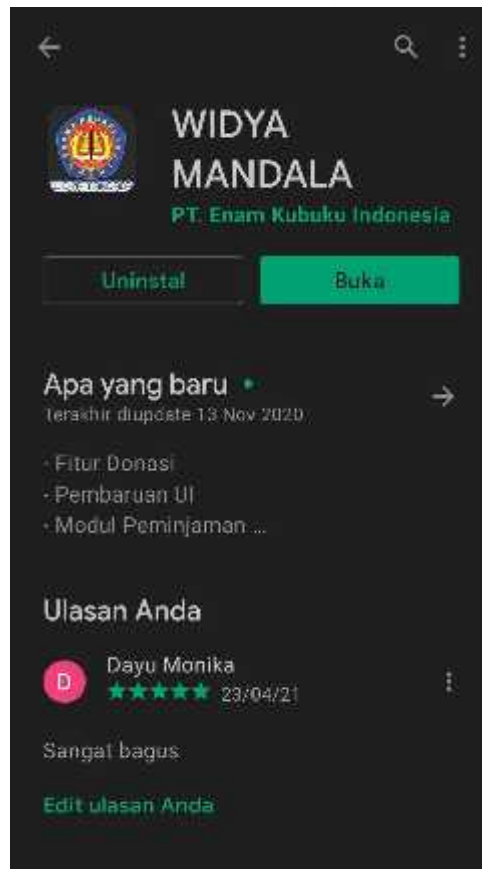 WIDYA
MANDALA
PT. Enam Kubuku Indonesia
Uninstal
Buka
Apa yang baru
Terakhir diupdate 13 Nov 2020
- Fitur Donasi
- Pembaruan UI
- Modul Peminjaman ...
Ulasan Anda
D
Dayu Monika
23/04/21
Sangat bagus
Edit ulasan Anda